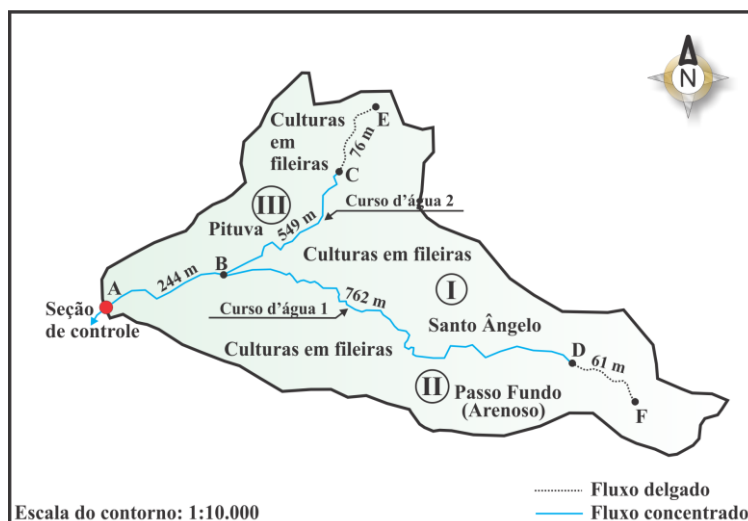 N
Culturas
em
fileiras
E
76 m
C
III
Curso d'água 2
Pituva
549 m
Culturas em fileiras
B
A
244 m
I
762 m
Seção
de controle
Curso d'água 1
Santo Ângelo
Culturas em fileiras
D
61 m
II
Passo Fundo
(Arenoso)
F
Fluxo delgado
Escala do contorno: 1:10.000
Fluxo concentrado